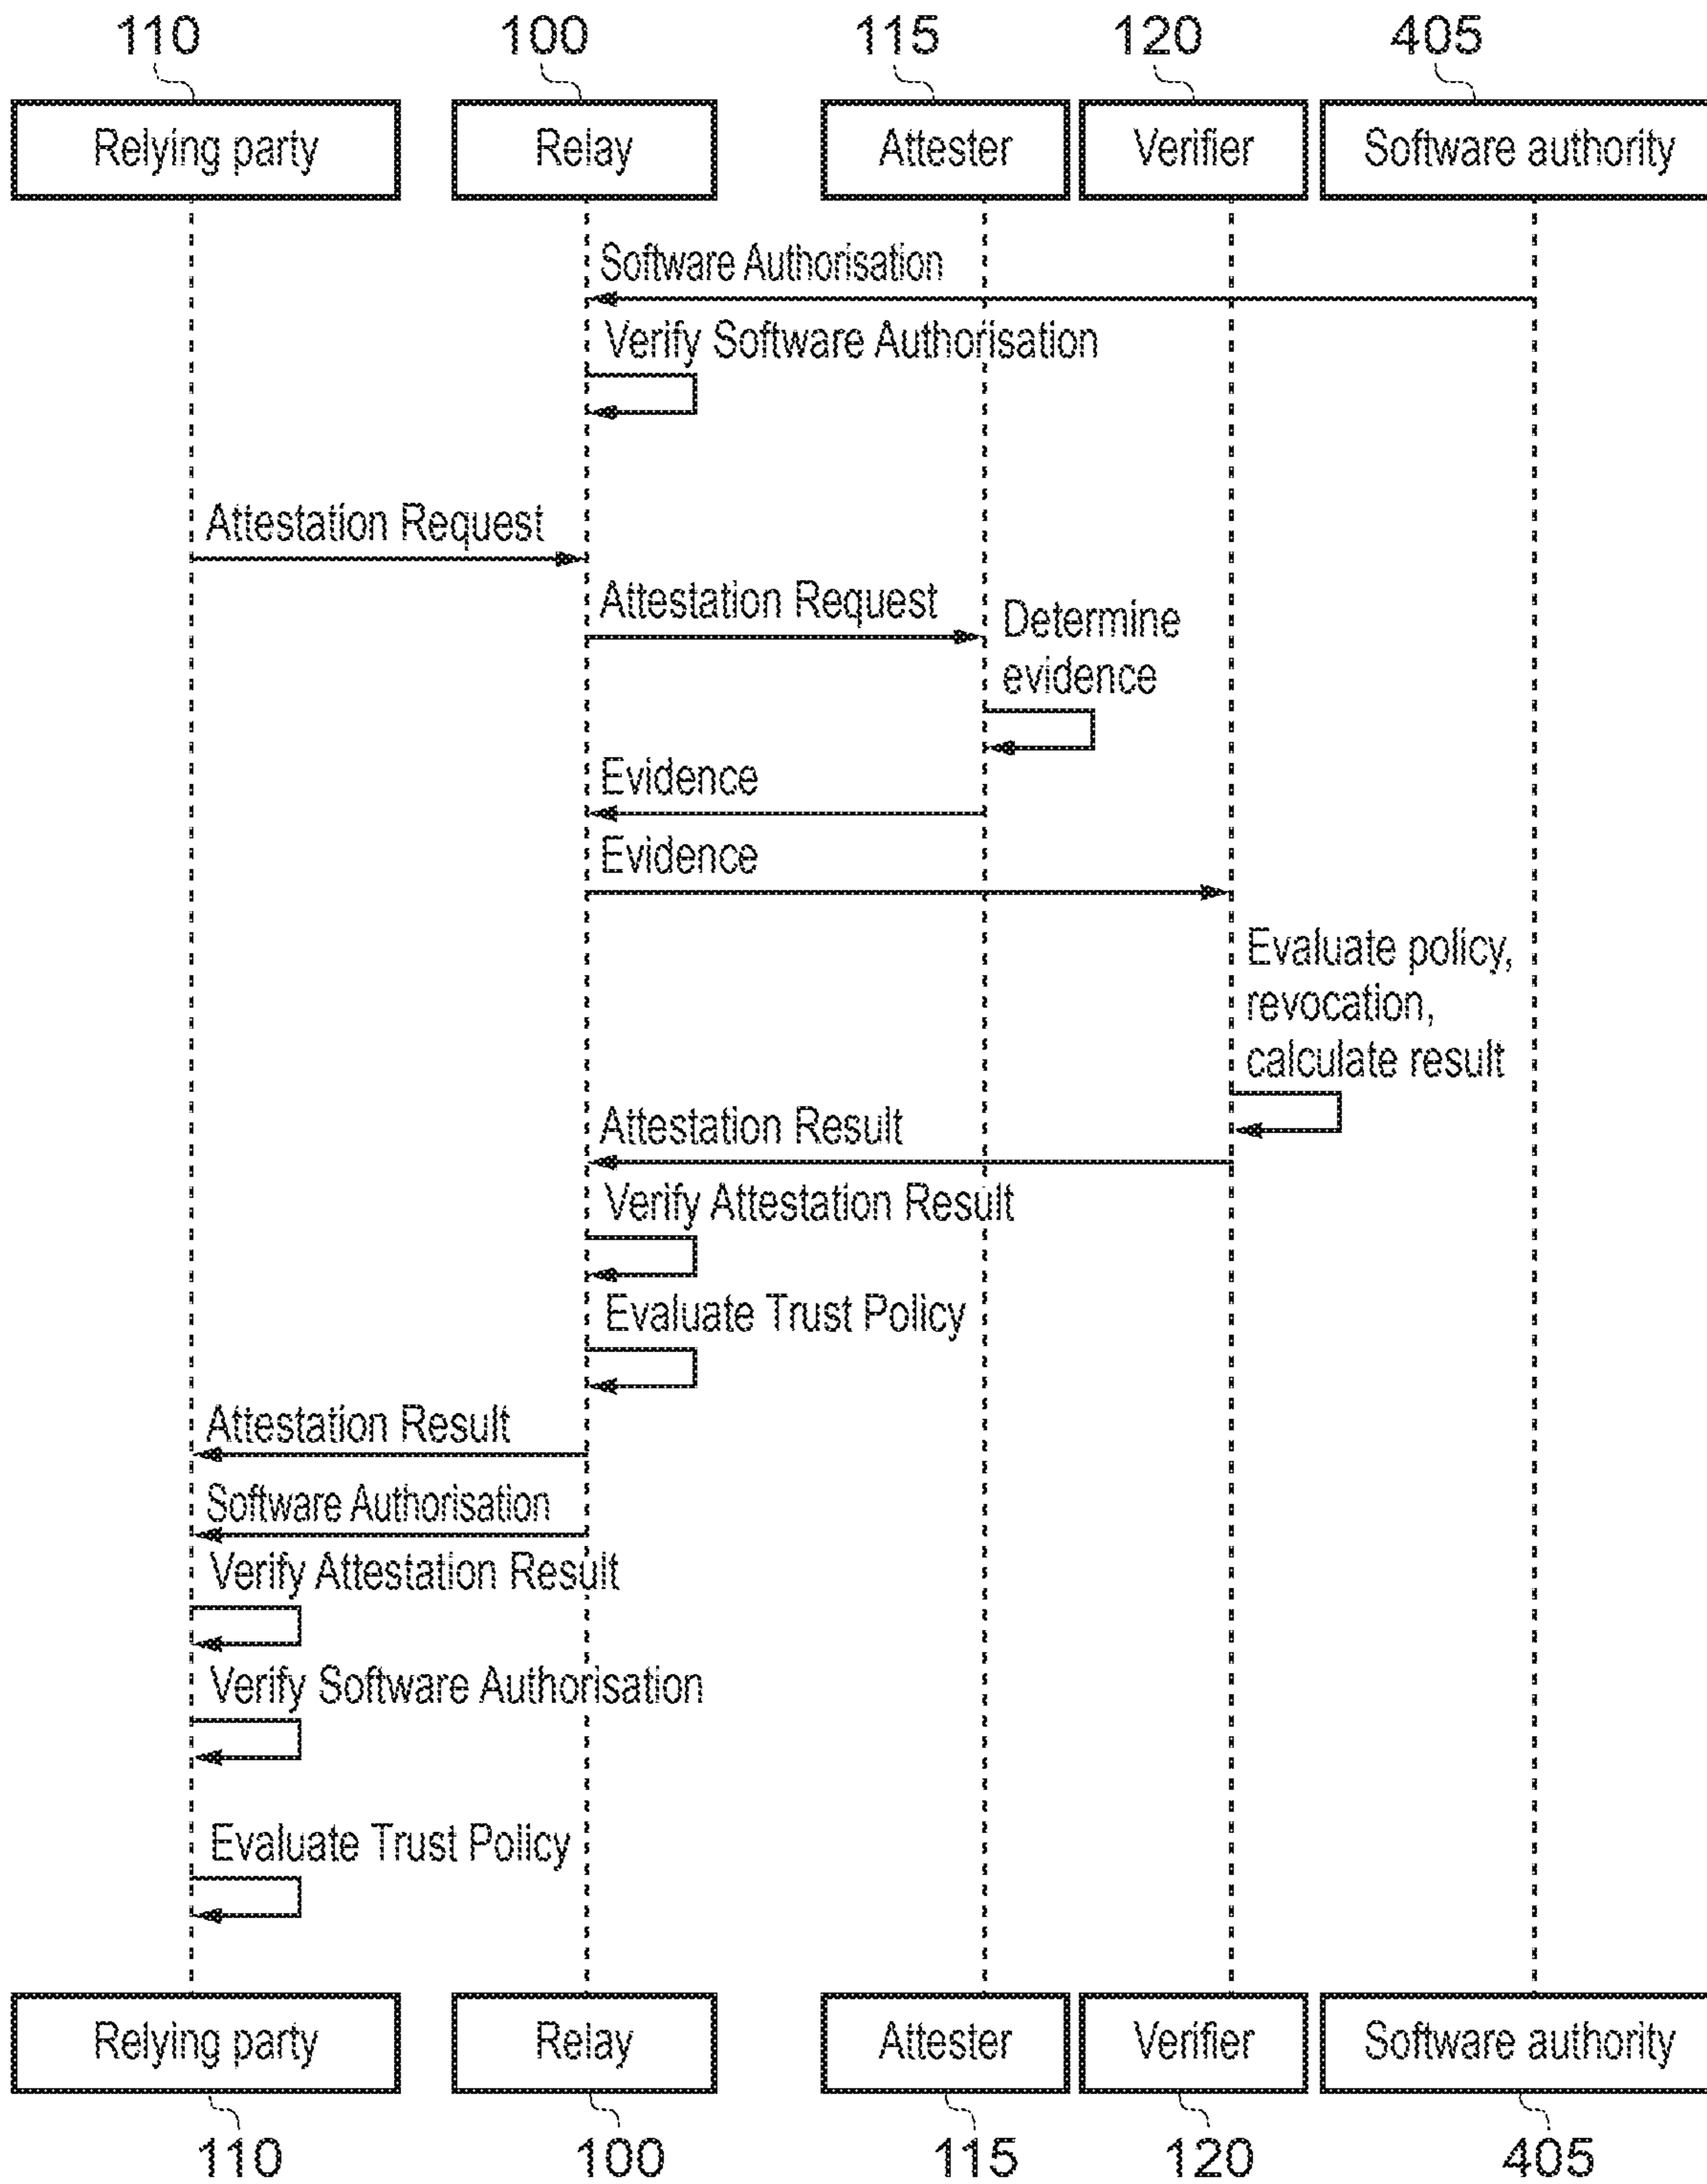 110 100 115 120 405
Relying party Relay Attester Verifier Software authority
Software Authorisation
Verify Software Authorisation
Attestation Request
Attestation Request
Determine
evidence
Evidence
Evidence
Evaluate policy,
revocation,
calculate result
Attestation Result
Verify Attestation Result
Evaluate Trust Policy
Attestation Result
Software Authorisation
Verify Attestation Result
Verify Software Authorisation
Evaluate Trust Policy
Relying party Relay Attester Verifier Software authority
110 100 115 120 405